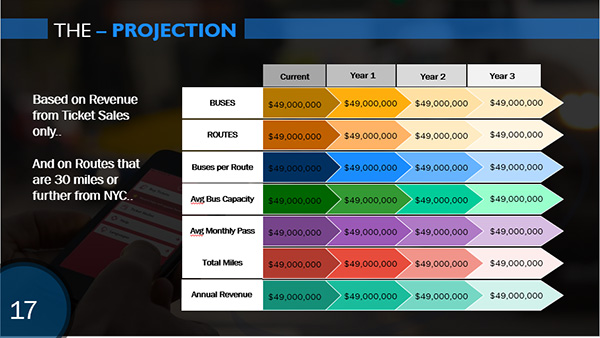 THE – PROJECTION
Based on Revenue
from Ticket Sales
only..
And on Routes that
are 30 miles or
further from NYC..
Current Year 1 Year 2 Year 3
BUSES $49,000,000 $49,000,000 $49,000,000 $49,000,000
ROUTES $49,000,000 $49,000,000 $49,000,000 $49,000,000
Buses per Route $49,000,000 $49,000,000 $49,000,000 $49,000,000
Avg Bus Capacity $49,000,000 $49,000,000 $49,000,000 $49,000,000
Avg Monthly Pass $49,000,000 $49,000,000 $49,000,000 $49,000,000
Total Miles $49,000,000 $49,000,000 $49,000,000 $49,000,000
Annual Revenue $49,000,000 $49,000,000 $49,000,000 $49,000,000
17